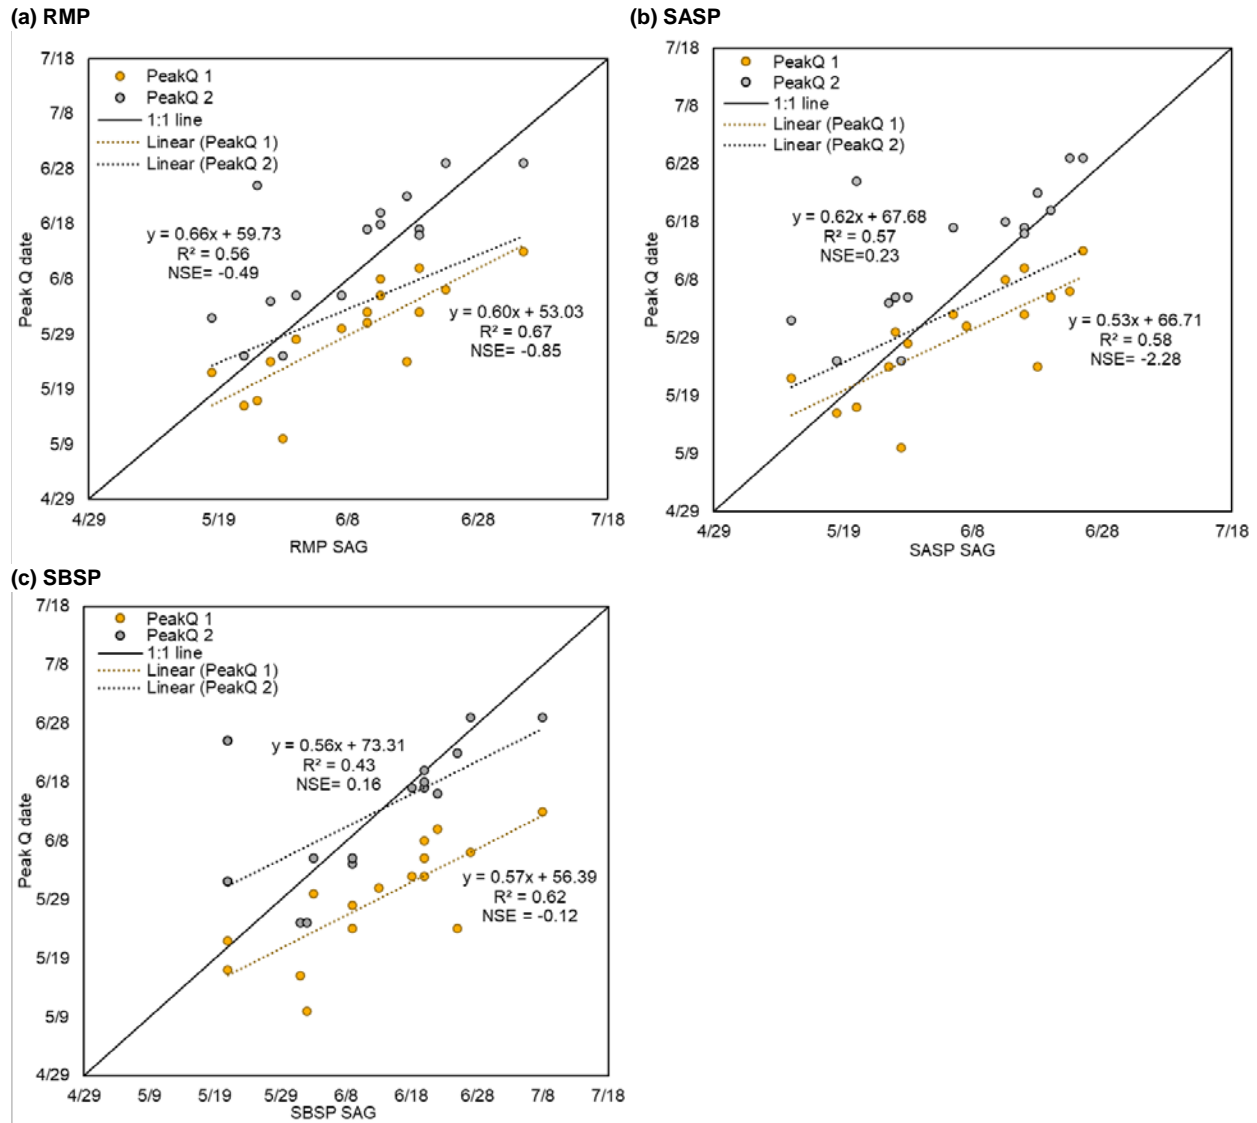 (a) RMP
7/18
7/8
6/28
6/18
6/8
5/29
5/19
5/9
4/29
Peak Q date
PeakQ 1
PeakQ 2
1:1 line
Linear (PeakQ 1)
Linear (PeakQ 2)
y = 0.66x + 59.73
R² = 0.56
NSE= -0.49
y = 0.60x + 53.03
R² = 0.67
NSE= -0.85
4/29 5/19 6/8 6/28 7/18
RMP SAG
(b) SASP
7/18
7/8
6/28
6/18
6/8
5/29
5/19
5/9
4/29
Peak Q date
PeakQ 1
PeakQ 2
1:1 line
Linear (PeakQ 1)
Linear (PeakQ 2)
y = 0.62x + 67.68
R² = 0.57
NSE=0.23
y = 0.53x + 66.71
R² = 0.58
NSE= -2.28
4/29 5/19 6/8 6/28 7/18
SASP SAG
(c) SBSP
7/18
7/8
6/28
6/18
6/8
5/29
5/19
5/9
4/29
Peak Q date
PeakQ 1
PeakQ 2
1:1 line
Linear (PeakQ 1)
Linear (PeakQ 2)
y = 0.56x + 73.31
R² = 0.43
NSE= 0.16
y = 0.57x + 56.39
R² = 0.62
NSE = -0.12
4/29 5/9 5/19 5/29 6/8 6/18 6/28 7/8 7/18
SBSP SAG